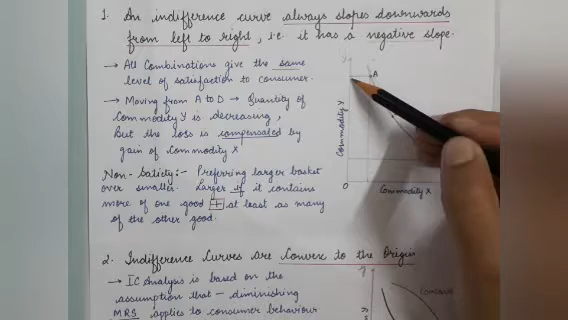 1. An indifference curve always slopes downwards
from left to right, i.e. it has a negative slope.
→ All Combinations give the same
level of satisfaction to consumer.
→ Moving from A to D → Quantity of
Commodity Y is decreasing,
But the loss is compensated by
gain of Commodity X
Non-Satiety:- Preferring larger basket
over smaller. Larger if it contains
more of one good + at least as many
of the other good.
Y
A
Commodity Y
O
Commodity X
2. Indifference Curves are Convex to the Origin
→ IC Analysis is based on the
assumption that - diminishing
MRS applies to consumer behaviour
Y